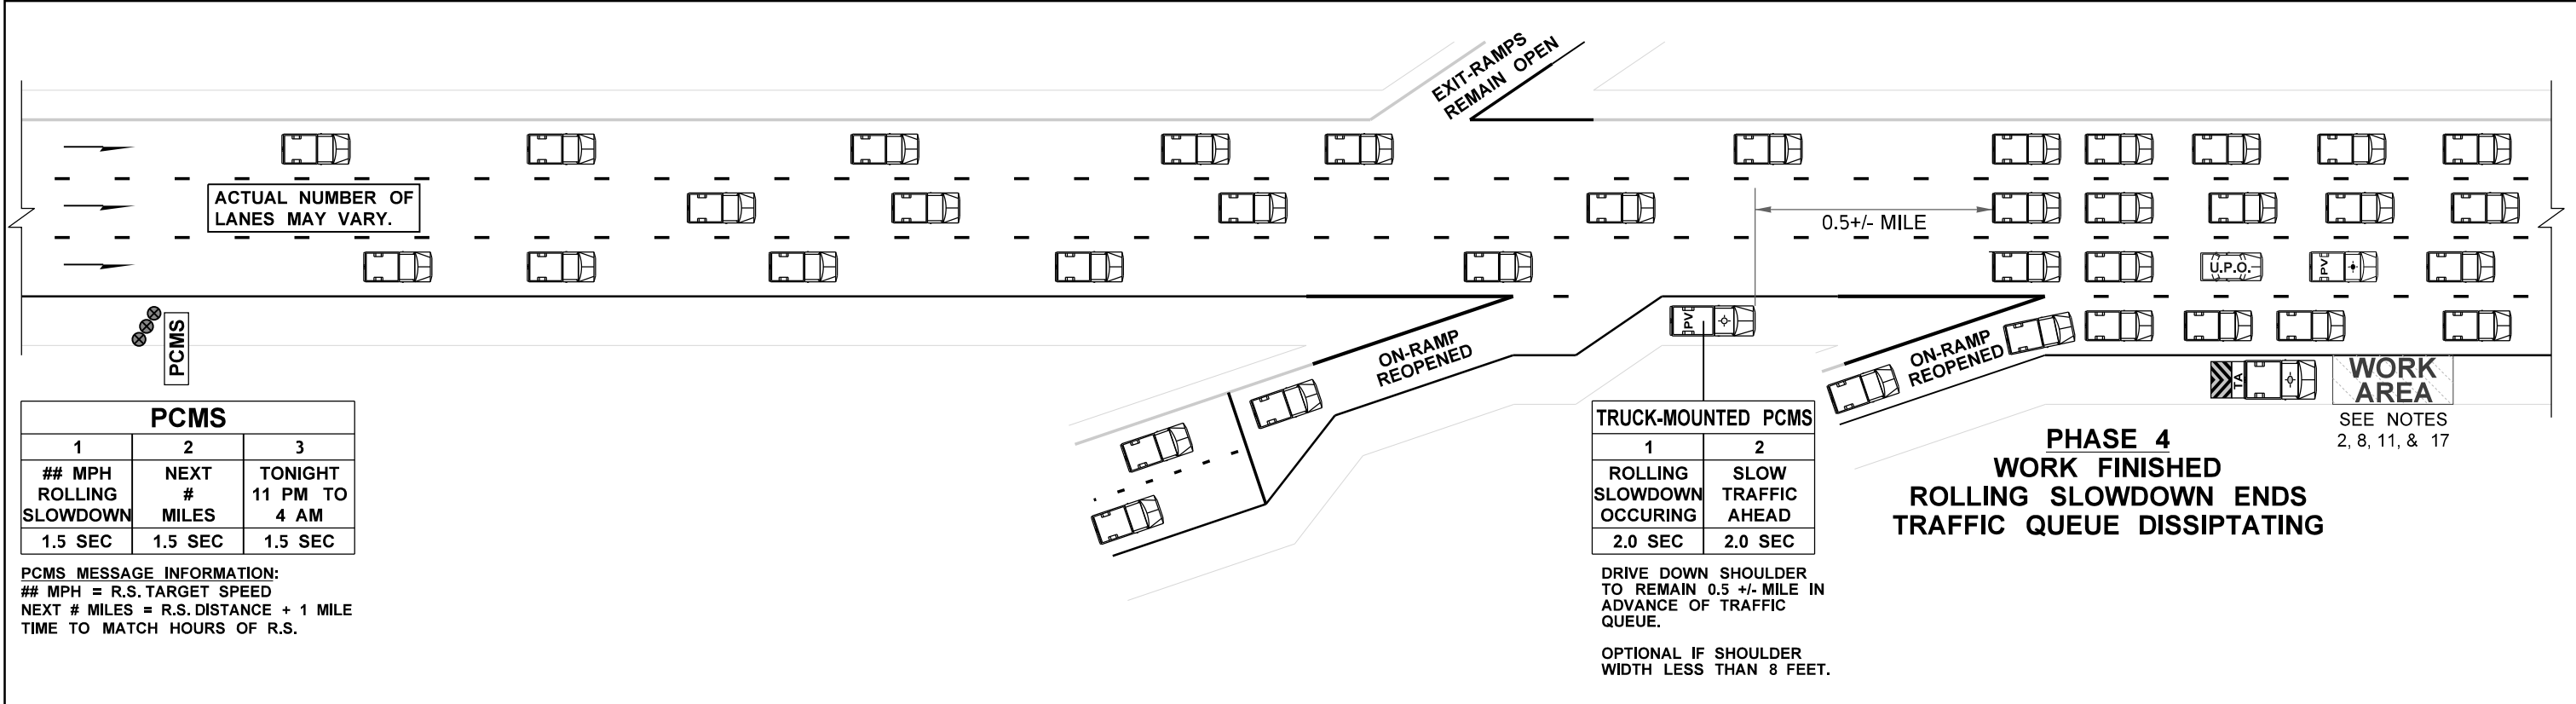 EXIT-RAMPS
REMAIN OPEN
ACTUAL NUMBER OF
LANES MAY VARY.
0.5+/- MILE
U.P.O.
PV
PCMS
PV
ON-RAMP
REOPENED
ON-RAMP
REOPENED
TA
WORK
AREA
SEE NOTES
2, 8, 11, & 17
PCMS
1 2 3
## MPH NEXT TONIGHT
ROLLING # 11 PM TO
SLOWDOWN MILES 4 AM
1.5 SEC 1.5 SEC 1.5 SEC
PCMS MESSAGE INFORMATION:
## MPH = R.S. TARGET SPEED
NEXT # MILES = R.S. DISTANCE + 1 MILE
TIME TO MATCH HOURS OF R.S.
TRUCK-MOUNTED PCMS
1 2
ROLLING SLOW
SLOWDOWN TRAFFIC
OCCURING AHEAD
2.0 SEC 2.0 SEC
DRIVE DOWN SHOULDER
TO REMAIN 0.5 +/- MILE IN
ADVANCE OF TRAFFIC
QUEUE.
OPTIONAL IF SHOULDER
WIDTH LESS THAN 8 FEET.
PHASE 4
WORK FINISHED
ROLLING SLOWDOWN ENDS
TRAFFIC QUEUE DISSIPTATING